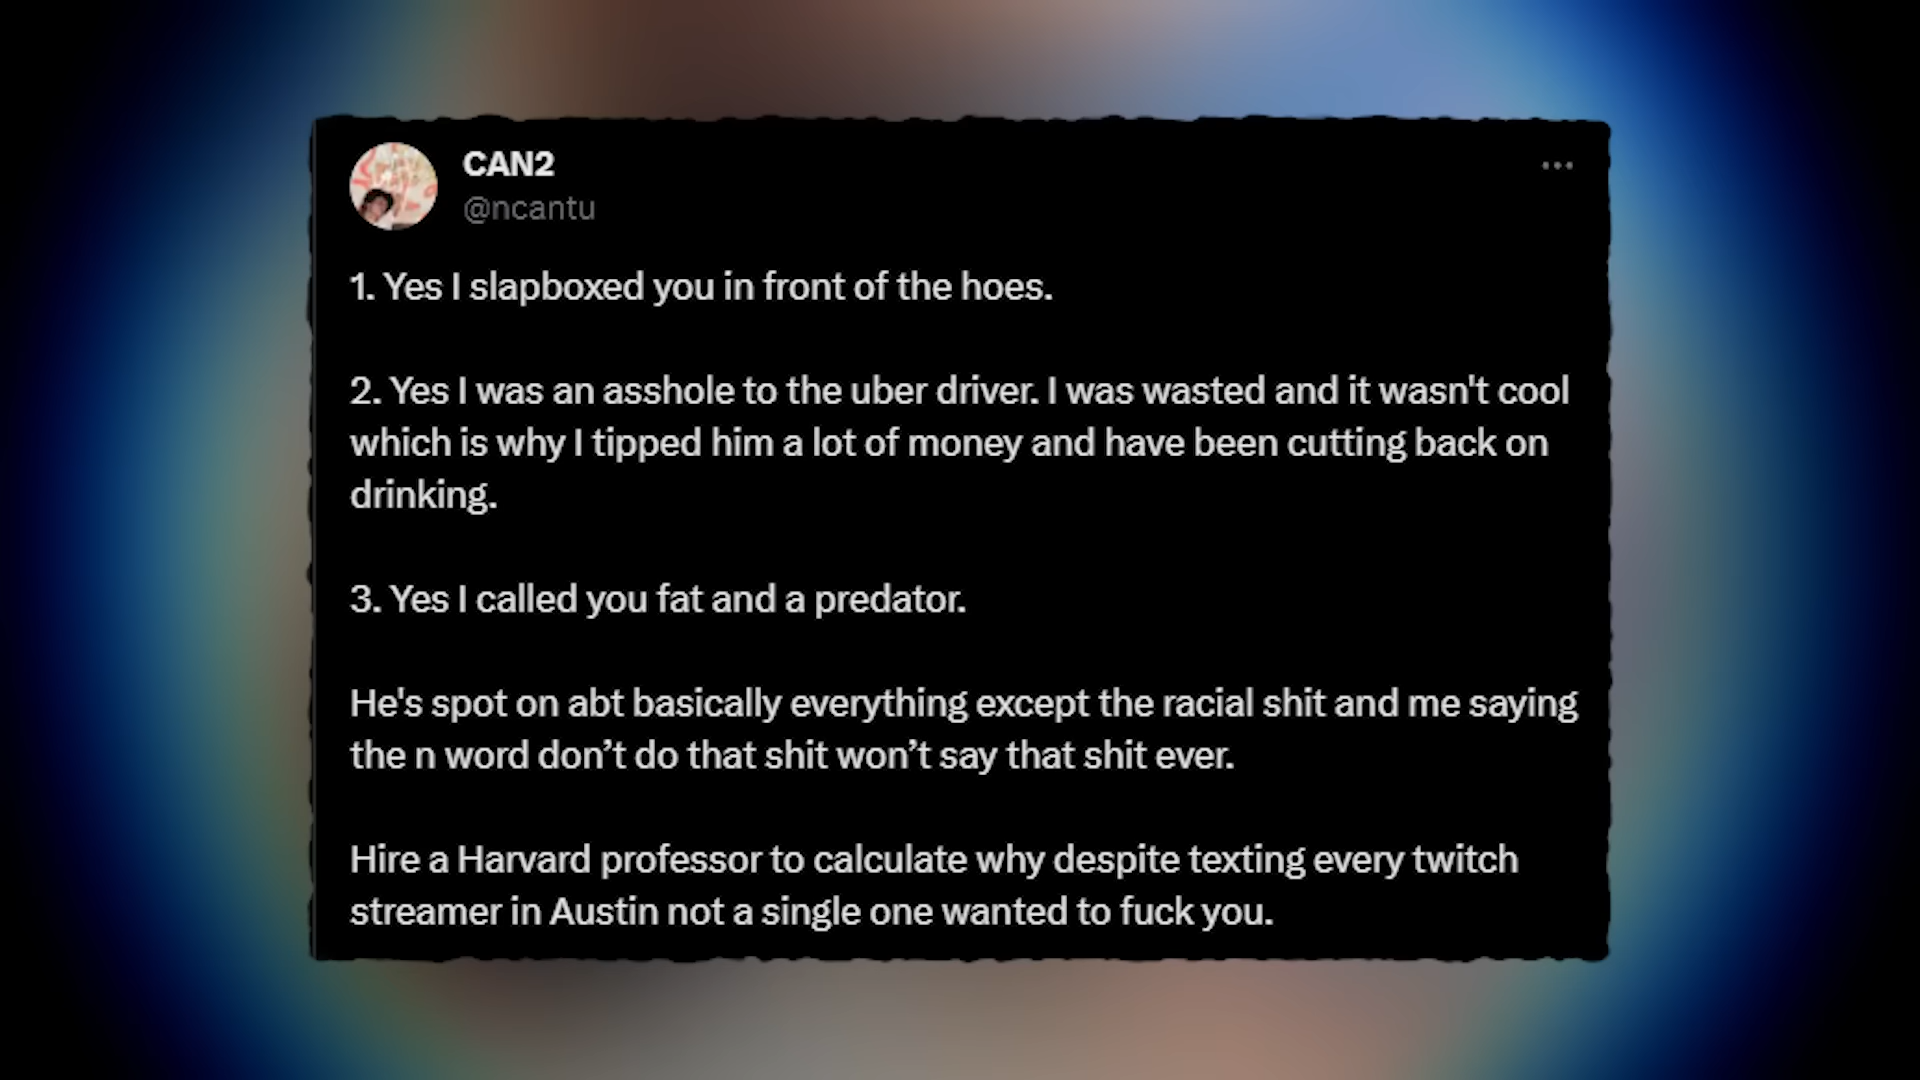 CAN2
@ncantu
1. Yes I slapboxed you in front of the hoes.
2. Yes I was an asshole to the uber driver. I was wasted and it wasn't cool
which is why I tipped him a lot of money and have been cutting back on
drinking.
3. Yes I called you fat and a predator.
He's spot on abt basically everything except the racial shit and me saying
the n word don’t do that shit won’t say that shit ever.
Hire a Harvard professor to calculate why despite texting every twitch
streamer in Austin not a single one wanted to fuck you.